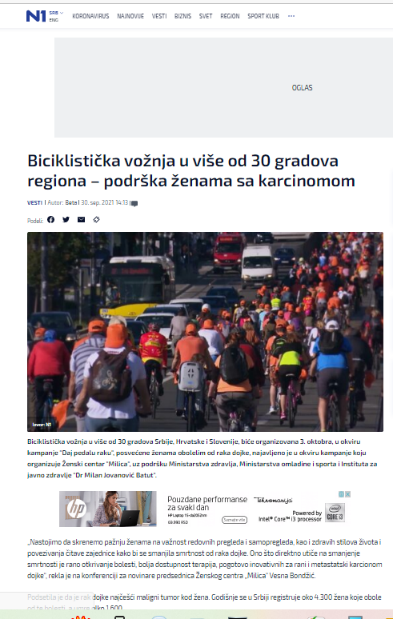 N1 SRB
ENG
KORONAVIRUS NAJNOVIJE VESTI BIZNIS SVET REGION SPORT KLUB
OGLAS
Biciklistička vožnja u više od 30 gradova
regiona – podrška ženama sa karcinomom
VESTI | Autor: Beta | 30. sep. 2021 14:13
Podeli:
Izvor: N1
Biciklistička vožnja u više od 30 gradova Srbije, Hrvatske i Slovenije, biće organizovana 3. oktobra, u okviru
kampanje "Daj pedalu raku", posvećene ženama obolelim od raka dojke, najavljeno je u okviru kampanje koju
organizuje Ženski centar "Milica", uz podršku Ministarstva zdravlja, Ministarstva omladine i sporta i Instituta za
javno zdravlje "Dr Milan Jovanović Batut".
hp
Pouzdane performanse
za svaki dan
Powered by
Intel® Core™ i3 processor
CORE i3
„Nastojimo da skrenemo pažnju ženama na važnost redovnih pregleda i samopregleda, kao i zdravih stilova života i
povezivanja čitave zajednice kako bi se smanjila smrtnost od raka dojke. Ono što direktno utiče na smanjenje
smrtnosti je rano otkrivanje bolesti, bolja dostupnost terapija, pogotovo inovativnih za rani i metastatski karcinom
dojke", rekla je na konferenciji za novinare predsednica Ženskog centra „Milica" Vesna Bondžić.
Podsetila je da je rak dojke najčešći maligni tumor kod žena. Godišnje se u Srbiji registruje oko 4.300 žena koje obole
od te bolesti, a umre oko 1.600.